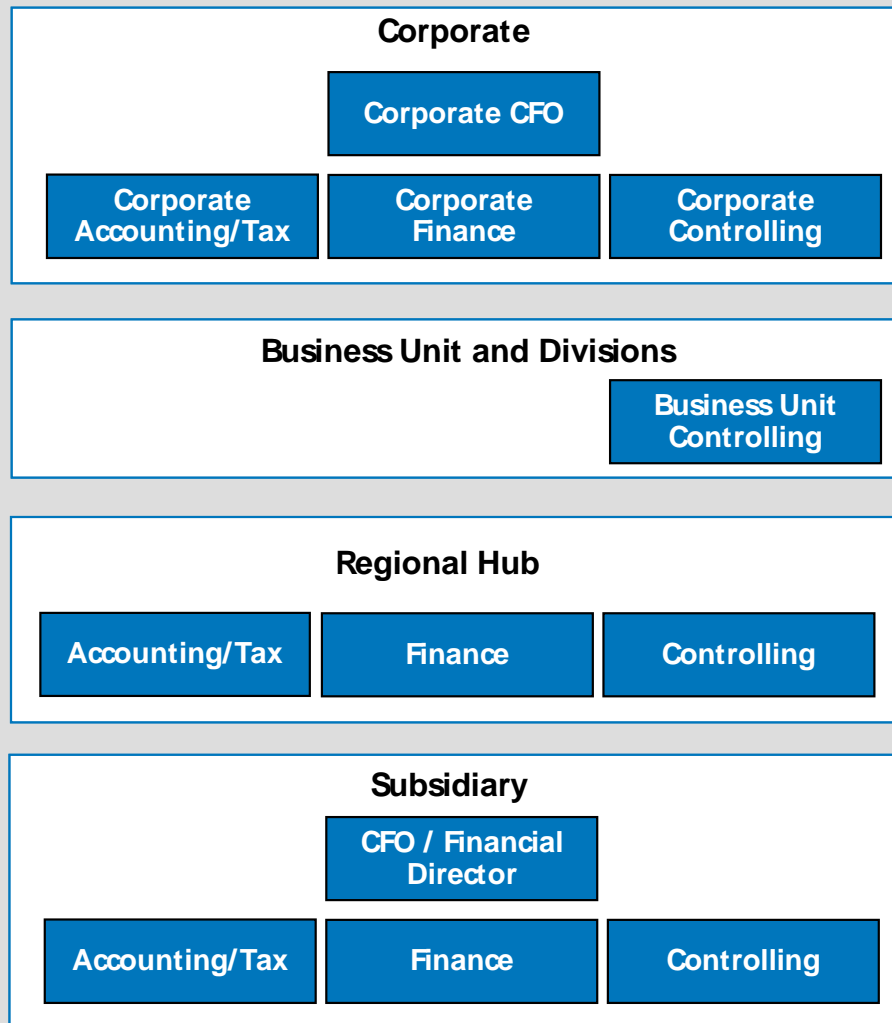 Corporate
Corporate CFO
Corporate
Accounting/Tax
Corporate
Finance
Corporate
Controlling
Business Unit and Divisions
Business Unit
Controlling
Regional Hub
Accounting/Tax
Finance
Controlling
Subsidiary
CFO / Financial
Director
Accounting/Tax
Finance
Controlling